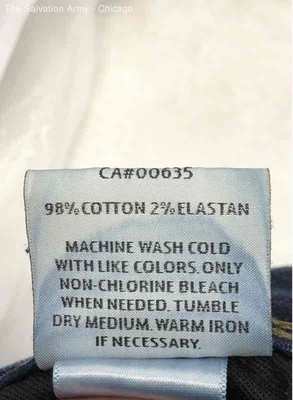 The Salvation Army - Chicago
CA#00635
98% COTTON 2% ELASTAN
MACHINE WASH COLD
WITH LIKE COLORS. ONLY
NON-CHLORINE BLEACH
WHEN NEEDED. TUMBLE
DRY MEDIUM. WARM IRON
IF NECESSARY.